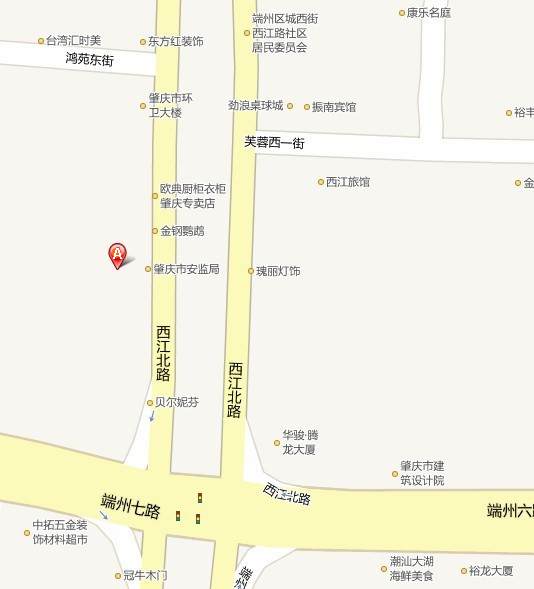 康乐名庭
端州区城西街
西江路社区
居民委员会
台湾汇时美
东方红装饰
鸿苑东街
肇庆市环
卫大楼
劲浪桌球城
振南宾馆
裕丰
芙蓉西一街
西江旅馆
金
欧典厨柜衣柜
肇庆专卖店
金钢鹦鹉
A
肇庆市安监局
瑰丽灯饰
西江北路
西江北路
贝尔妮芬
华骏·腾
龙大厦
肇庆市建
筑设计院
西江北路
端州七路
端州六路
中拓五金装
饰材料超市
潮汕大湖
海鲜美食
裕龙大厦
冠牛木门
端州